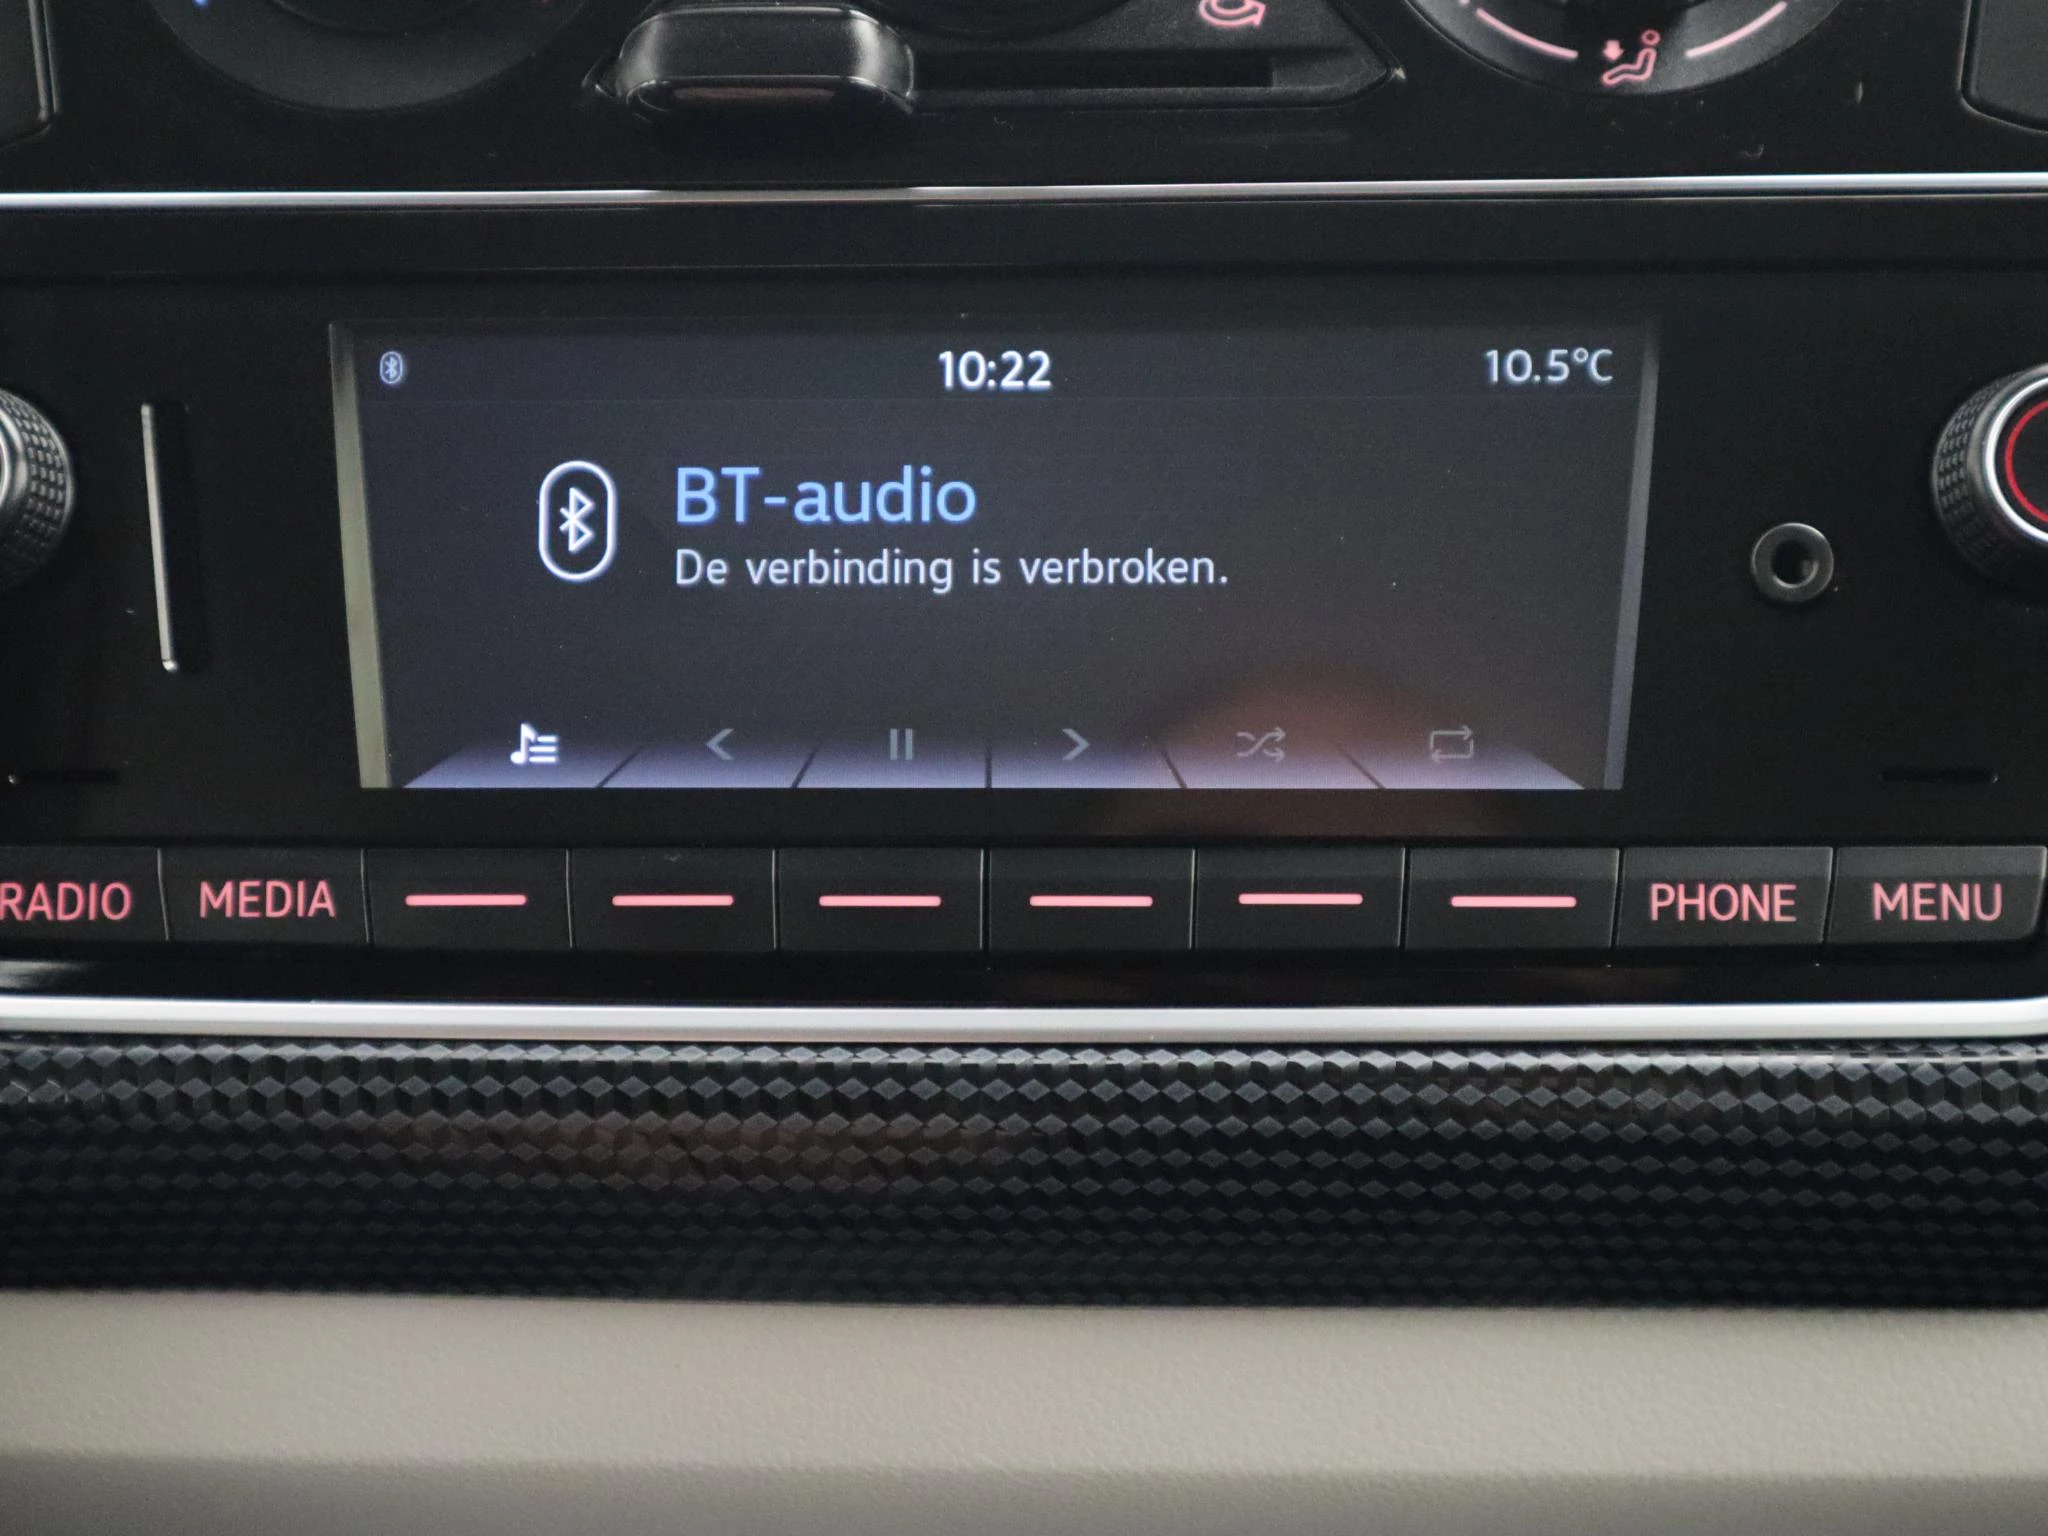 10:22
10.5°C
BT-audio
De verbinding is verbroken.
RADIO
MEDIA
PHONE
MENU